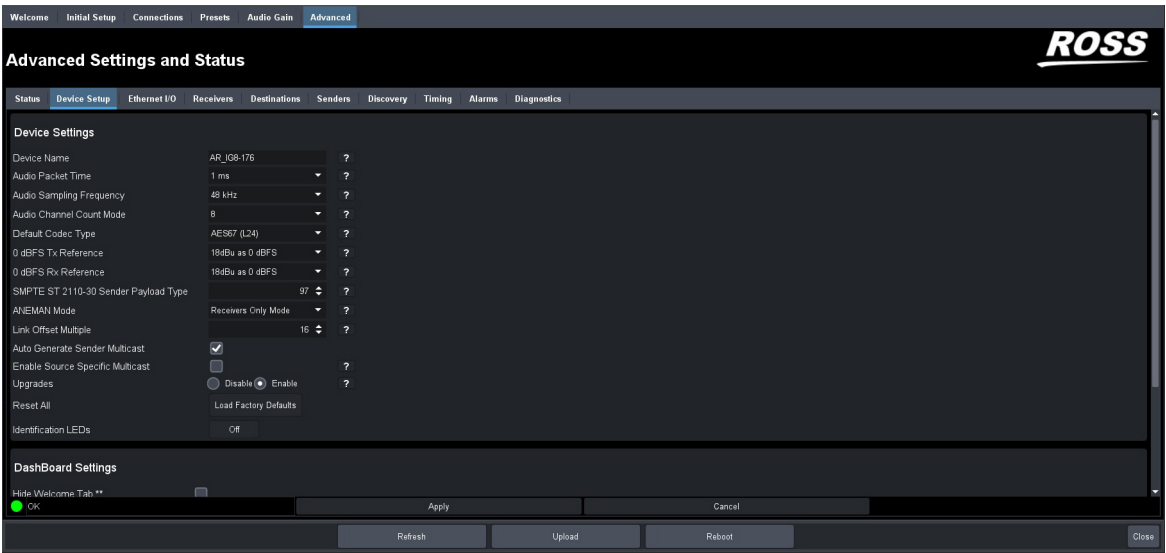 Welcome Initial Setup Connections Presets Audio Gain Advanced
Advanced Settings and Status
ROSS
Status Device Setup Ethernet I/O Receivers Destinations Senders Discovery Timing Alarms Diagnostics
Device Settings
Device Name AR_IG8-176 ?
Audio Packet Time 1 ms ?
Audio Sampling Frequency 48 kHz ?
Audio Channel Count Mode 8 ?
Default Codec Type AES67 (L24) ?
0 dBFS Tx Reference 18dBu as 0 dBFS ?
0 dBFS Rx Reference 18dBu as 0 dBFS ?
SMPTE ST 2110-30 Sender Payload Type 97 ?
ANEMAN Mode Receivers Only Mode ?
Link Offset Multiple 16 ?
Auto Generate Sender Multicast
Enable Source Specific Multicast ?
Upgrades Disable Enable ?
Reset All Load Factory Defaults
Identification LEDs Off
DashBoard Settings
Hide Welcome Tab **
OK Apply Cancel
Refresh Upload Reboot Close